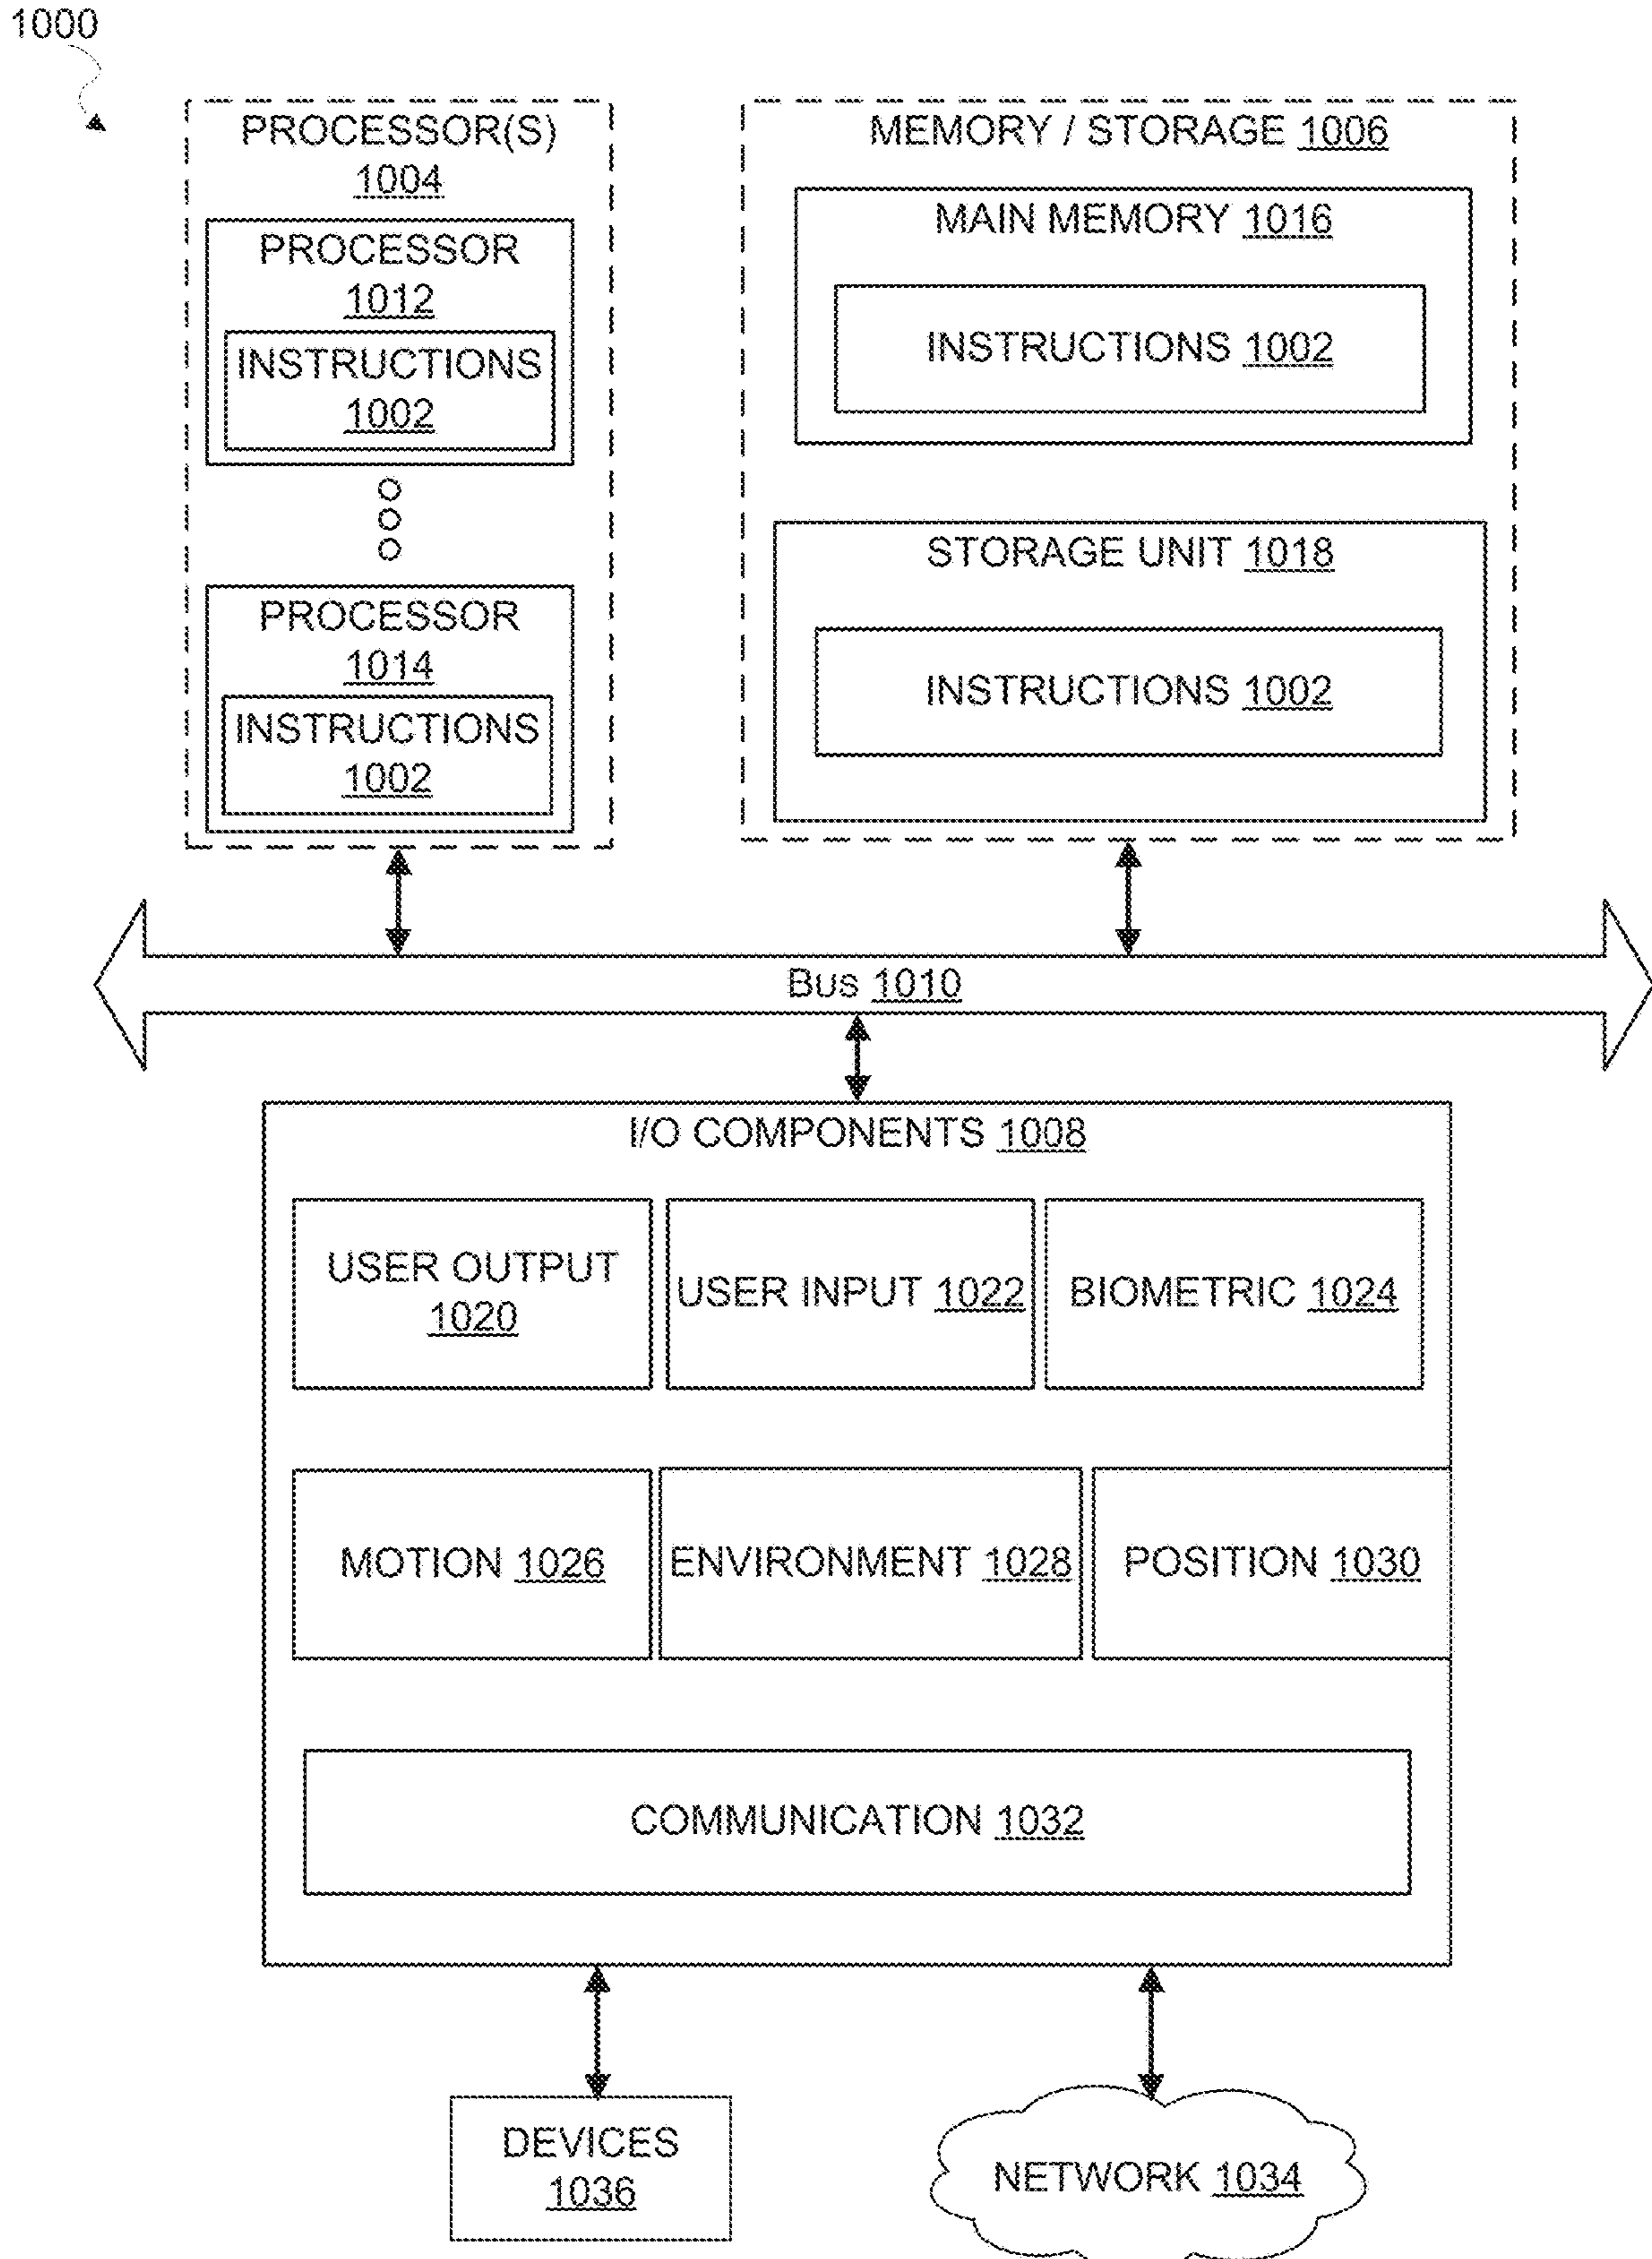 1000
PROCESSOR(S)
1004
PROCESSOR
1012
INSTRUCTIONS
1002
PROCESSOR
1014
INSTRUCTIONS
1002
MEMORY / STORAGE 1006
MAIN MEMORY 1016
INSTRUCTIONS 1002
STORAGE UNIT 1018
INSTRUCTIONS 1002
Bus 1010
I/O COMPONENTS 1008
USER OUTPUT
1020
USER INPUT 1022
BIOMETRIC 1024
MOTION 1026
ENVIRONMENT 1028
POSITION 1030
COMMUNICATION 1032
DEVICES
1036
NETWORK 1034